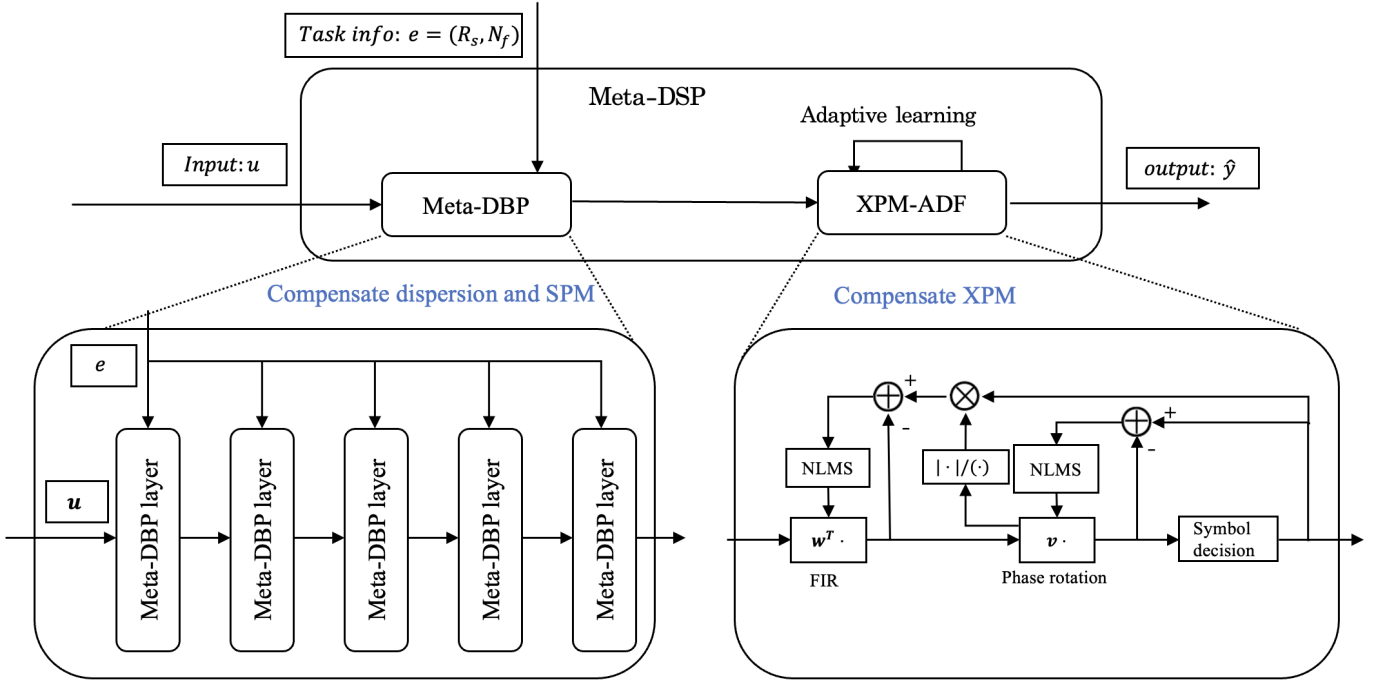 Task info: e = (R_s, N_f)
Meta-DSP
Adaptive learning
Input: u
output: ŷ
Meta-DBP
XPM-ADF
Compensate dispersion and SPM
Compensate XPM
e
u
Meta-DBP layer
Meta-DBP layer
Meta-DBP layer
Meta-DBP layer
Meta-DBP layer
+
-
+
-
NLMS
|·|/(·)
NLMS
w^T ·
v ·
Symbol
decision
FIR
Phase rotation